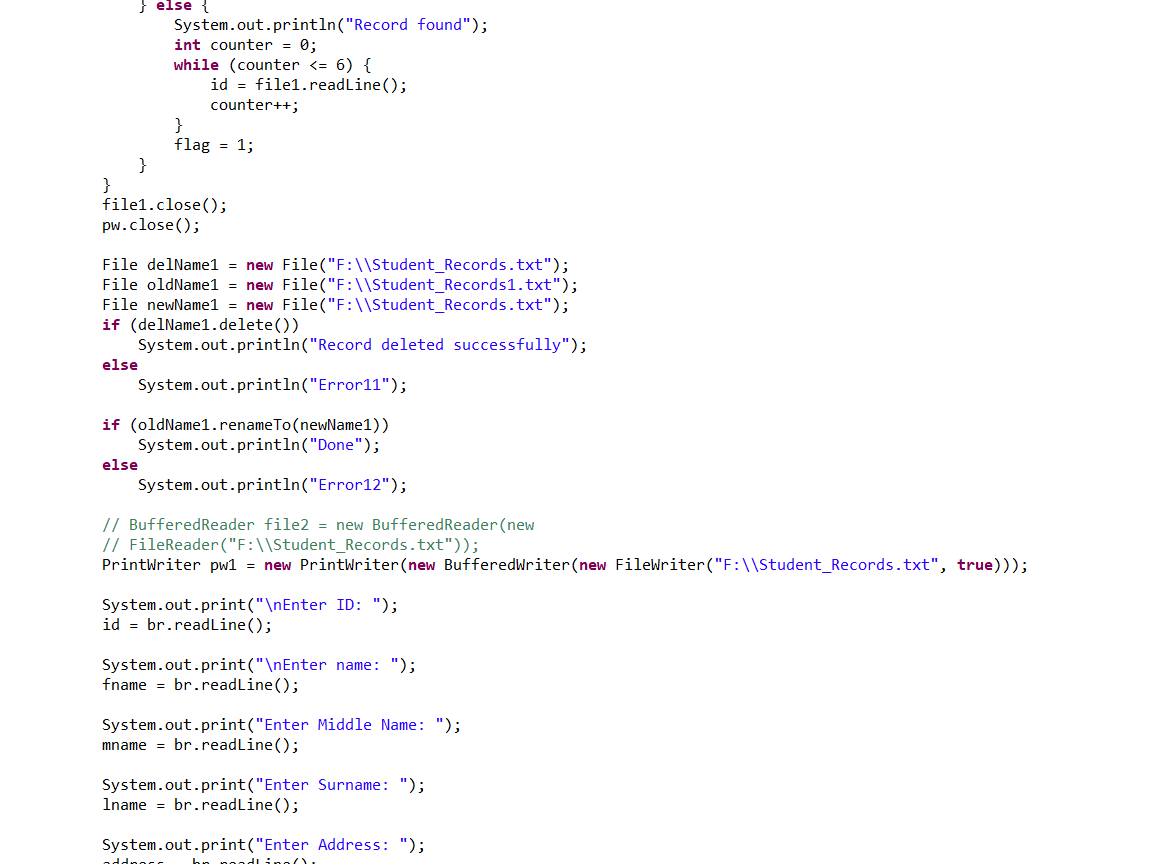 } else {
System.out.println("Record found");
int counter = 0;
while (counter <= 6) {
id = file1.readLine();
counter++;
}
flag = 1;
}
}
file1.close();
pw.close();
File delName1 = new File("F:\\Student_Records.txt");
File oldName1 = new File("F:\\Student_Records1.txt");
File newName1 = new File("F:\\Student_Records.txt");
if (delName1.delete())
System.out.println("Record deleted successfully");
else
System.out.println("Error11");
if (oldName1.renameTo(newName1))
System.out.println("Done");
else
System.out.println("Error12");
// BufferedReader file2 = new BufferedReader(new
// FileReader("F:\\Student_Records.txt"));
PrintWriter pw1 = new PrintWriter(new BufferedWriter(new FileWriter("F:\\Student_Records.txt", true)));
System.out.print("\nEnter ID: ");
id = br.readLine();
System.out.print("\nEnter name: ");
fname = br.readLine();
System.out.print("Enter Middle Name: ");
mname = br.readLine();
System.out.print("Enter Surname: ");
lname = br.readLine();
System.out.print("Enter Address: ");
address = br.readLine();